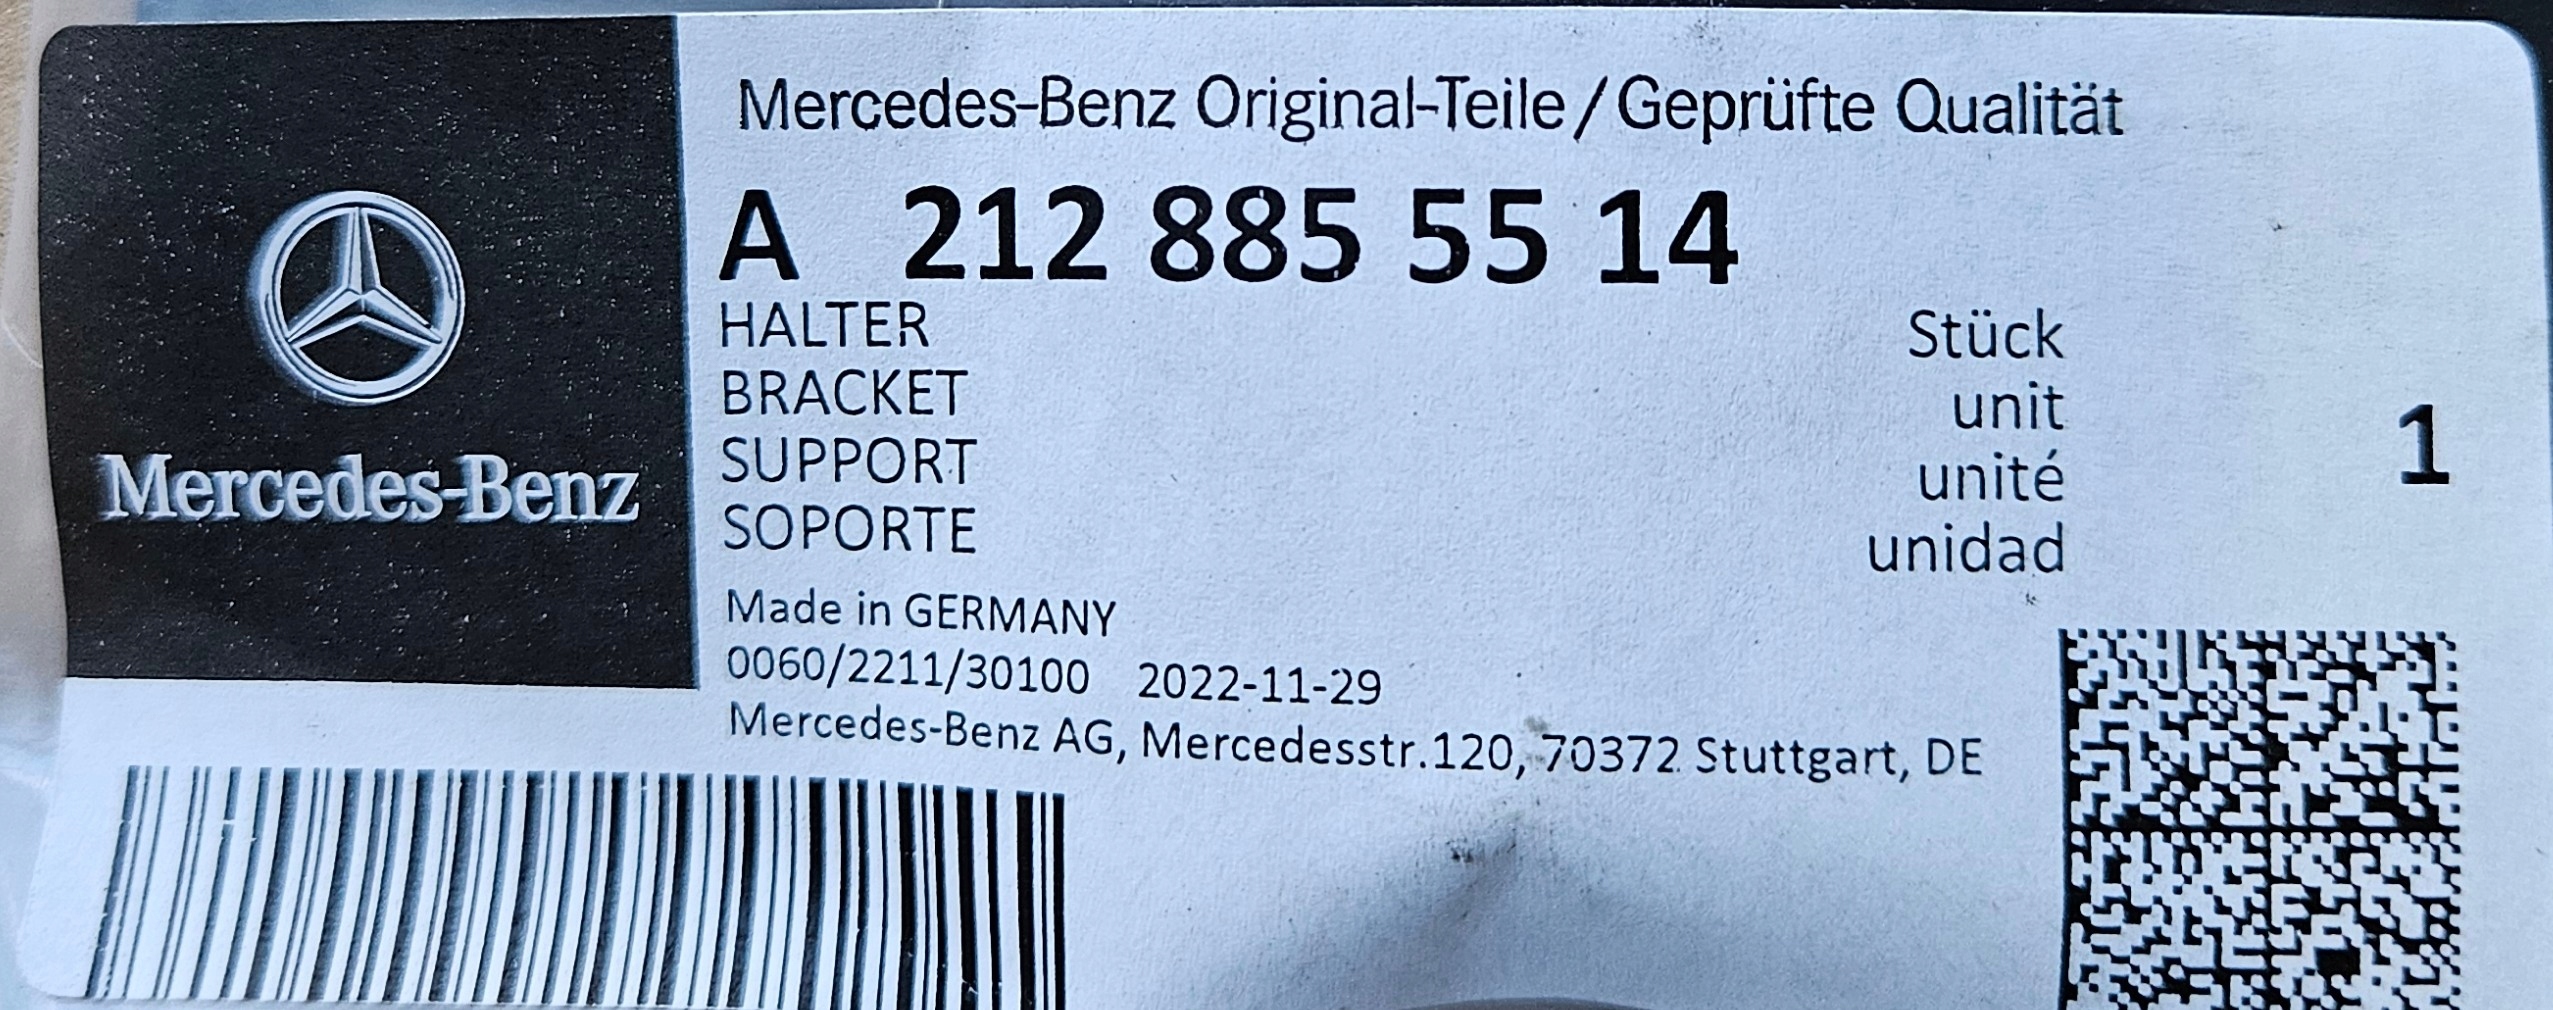 Mercedes-Benz
Mercedes-Benz Original-Teile/Geprüfte Qualität
A 212 885 55 14
HALTER
BRACKET
SUPPORT
SOPORTE
Stück
unit
unité
unidad
1
Made in GERMANY
0060/2211/30100 2022-11-29
Mercedes-Benz AG, Mercedesstr.120, 70372 Stuttgart, DE